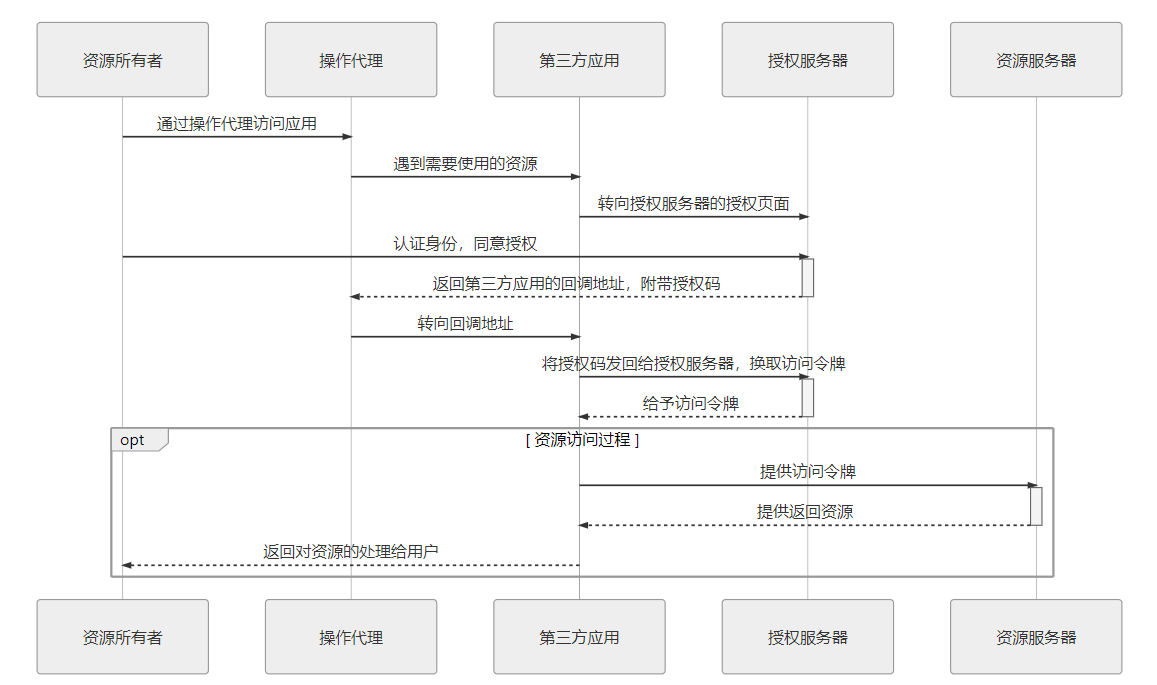 资源所有者
操作代理
第三方应用
授权服务器
资源服务器
通过操作代理访问应用
遇到需要使用的资源
转向授权服务器的授权页面
认证身份，同意授权
返回第三方应用的回调地址，附带授权码
转向回调地址
将授权码发回给授权服务器，换取访问令牌
给予访问令牌
opt
[ 资源访问过程 ]
提供访问令牌
提供返回资源
返回对资源的处理给用户
资源所有者
操作代理
第三方应用
授权服务器
资源服务器